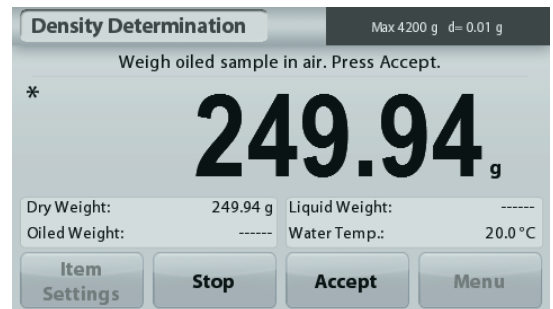 Density Determination
Max 4200 g d= 0.01 g
Weigh oiled sample in air. Press Accept.
*
249.94 g
Dry Weight: 249.94 g Liquid Weight: ------
Oiled Weight: ------ Water Temp.: 20.0 °C
Item Settings
Stop
Accept
Menu